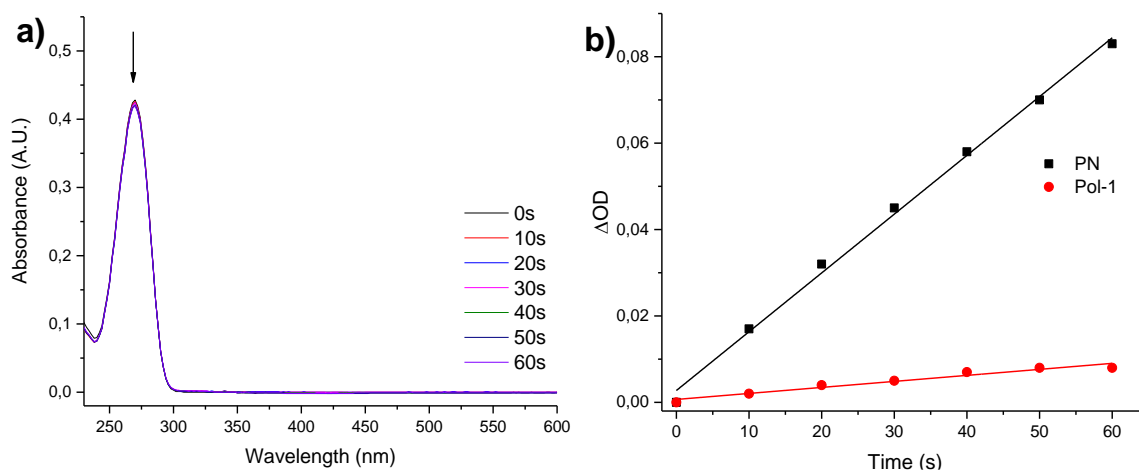 a)
0,5
0,4
0,3
0,2
0,1
0,0
Absorbance (A.U.)
250
300
350
400
450
500
550
600
Wavelength (nm)
0s
10s
20s
30s
40s
50s
60s
b)
0,08
0,06
0,04
0,02
0,00
ΔOD
0
10
20
30
40
50
60
Time (s)
PN
Pol-1